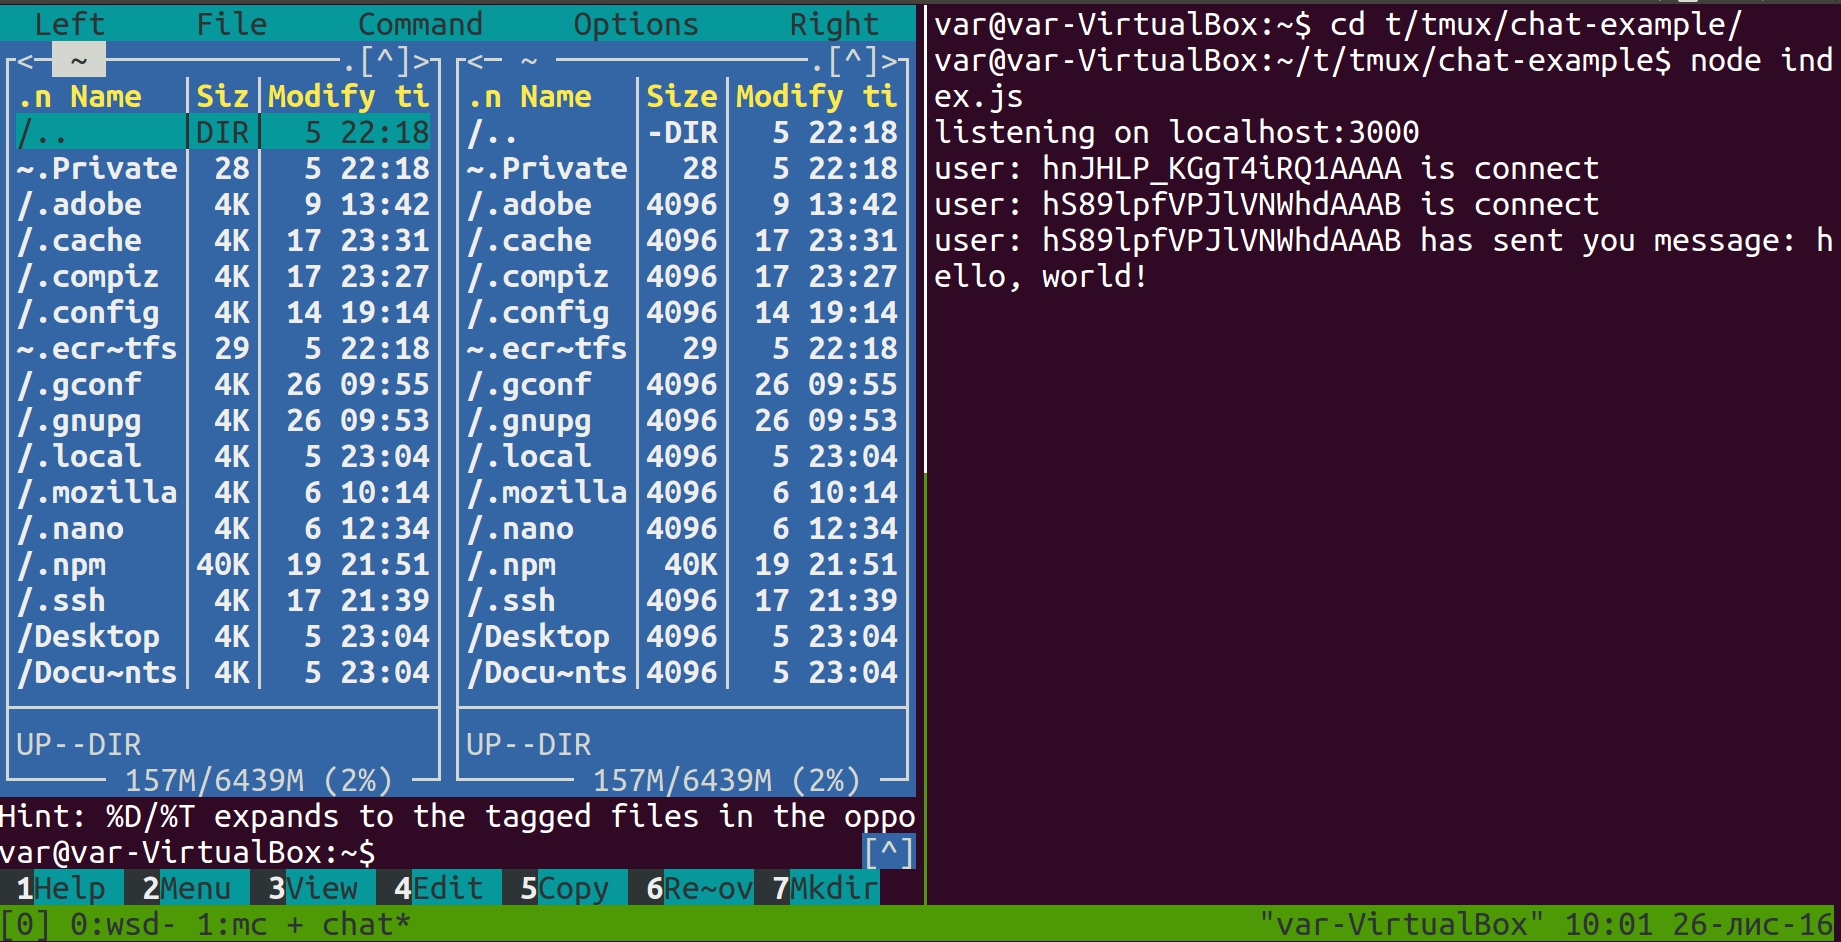 Left File Command Options Right
<─ ~ .[^]> <─ ~ .[^]>
.n Name Siz Modify ti .n Name Size Modify ti
/.. DIR 5 22:18 /.. -DIR 5 22:18
~.Private 28 5 22:18 ~.Private 28 5 22:18
/.adobe 4K 9 13:42 /.adobe 4096 9 13:42
/.cache 4K 17 23:31 /.cache 4096 17 23:31
/.compiz 4K 17 23:27 /.compiz 4096 17 23:27
/.config 4K 14 19:14 /.config 4096 14 19:14
~.ecr~tfs 29 5 22:18 ~.ecr~tfs 29 5 22:18
/.gconf 4K 26 09:55 /.gconf 4096 26 09:55
/.gnupg 4K 26 09:53 /.gnupg 4096 26 09:53
/.local 4K 5 23:04 /.local 4096 5 23:04
/.mozilla 4K 6 10:14 /.mozilla 4096 6 10:14
/.nano 4K 6 12:34 /.nano 4096 6 12:34
/.npm 40K 19 21:51 /.npm 40K 19 21:51
/.ssh 4K 17 21:39 /.ssh 4096 17 21:39
/Desktop 4K 5 23:04 /Desktop 4096 5 23:04
/Docu~nts 4K 5 23:04 /Docu~nts 4096 5 23:04
UP--DIR UP--DIR
157M/6439M (2%) 157M/6439M (2%)
Hint: %D/%T expands to the tagged files in the oppo
var@var-VirtualBox:~$ [^]
1Help 2Menu 3View 4Edit 5Copy 6Re~ov 7Mkdir
var@var-VirtualBox:~$ cd t/tmux/chat-example/
var@var-VirtualBox:~/t/tmux/chat-example$ node ind
ex.js
listening on localhost:3000
user: hnJHLP_KGgT4iRQ1AAAA is connect
user: hS89lpfVPJlVNWhdAAAB is connect
user: hS89lpfVPJlVNWhdAAAB has sent you message: h
ello, world!
[0] 0:wsd- 1:mc + chat* "var-VirtualBox" 10:01 26-лис-16